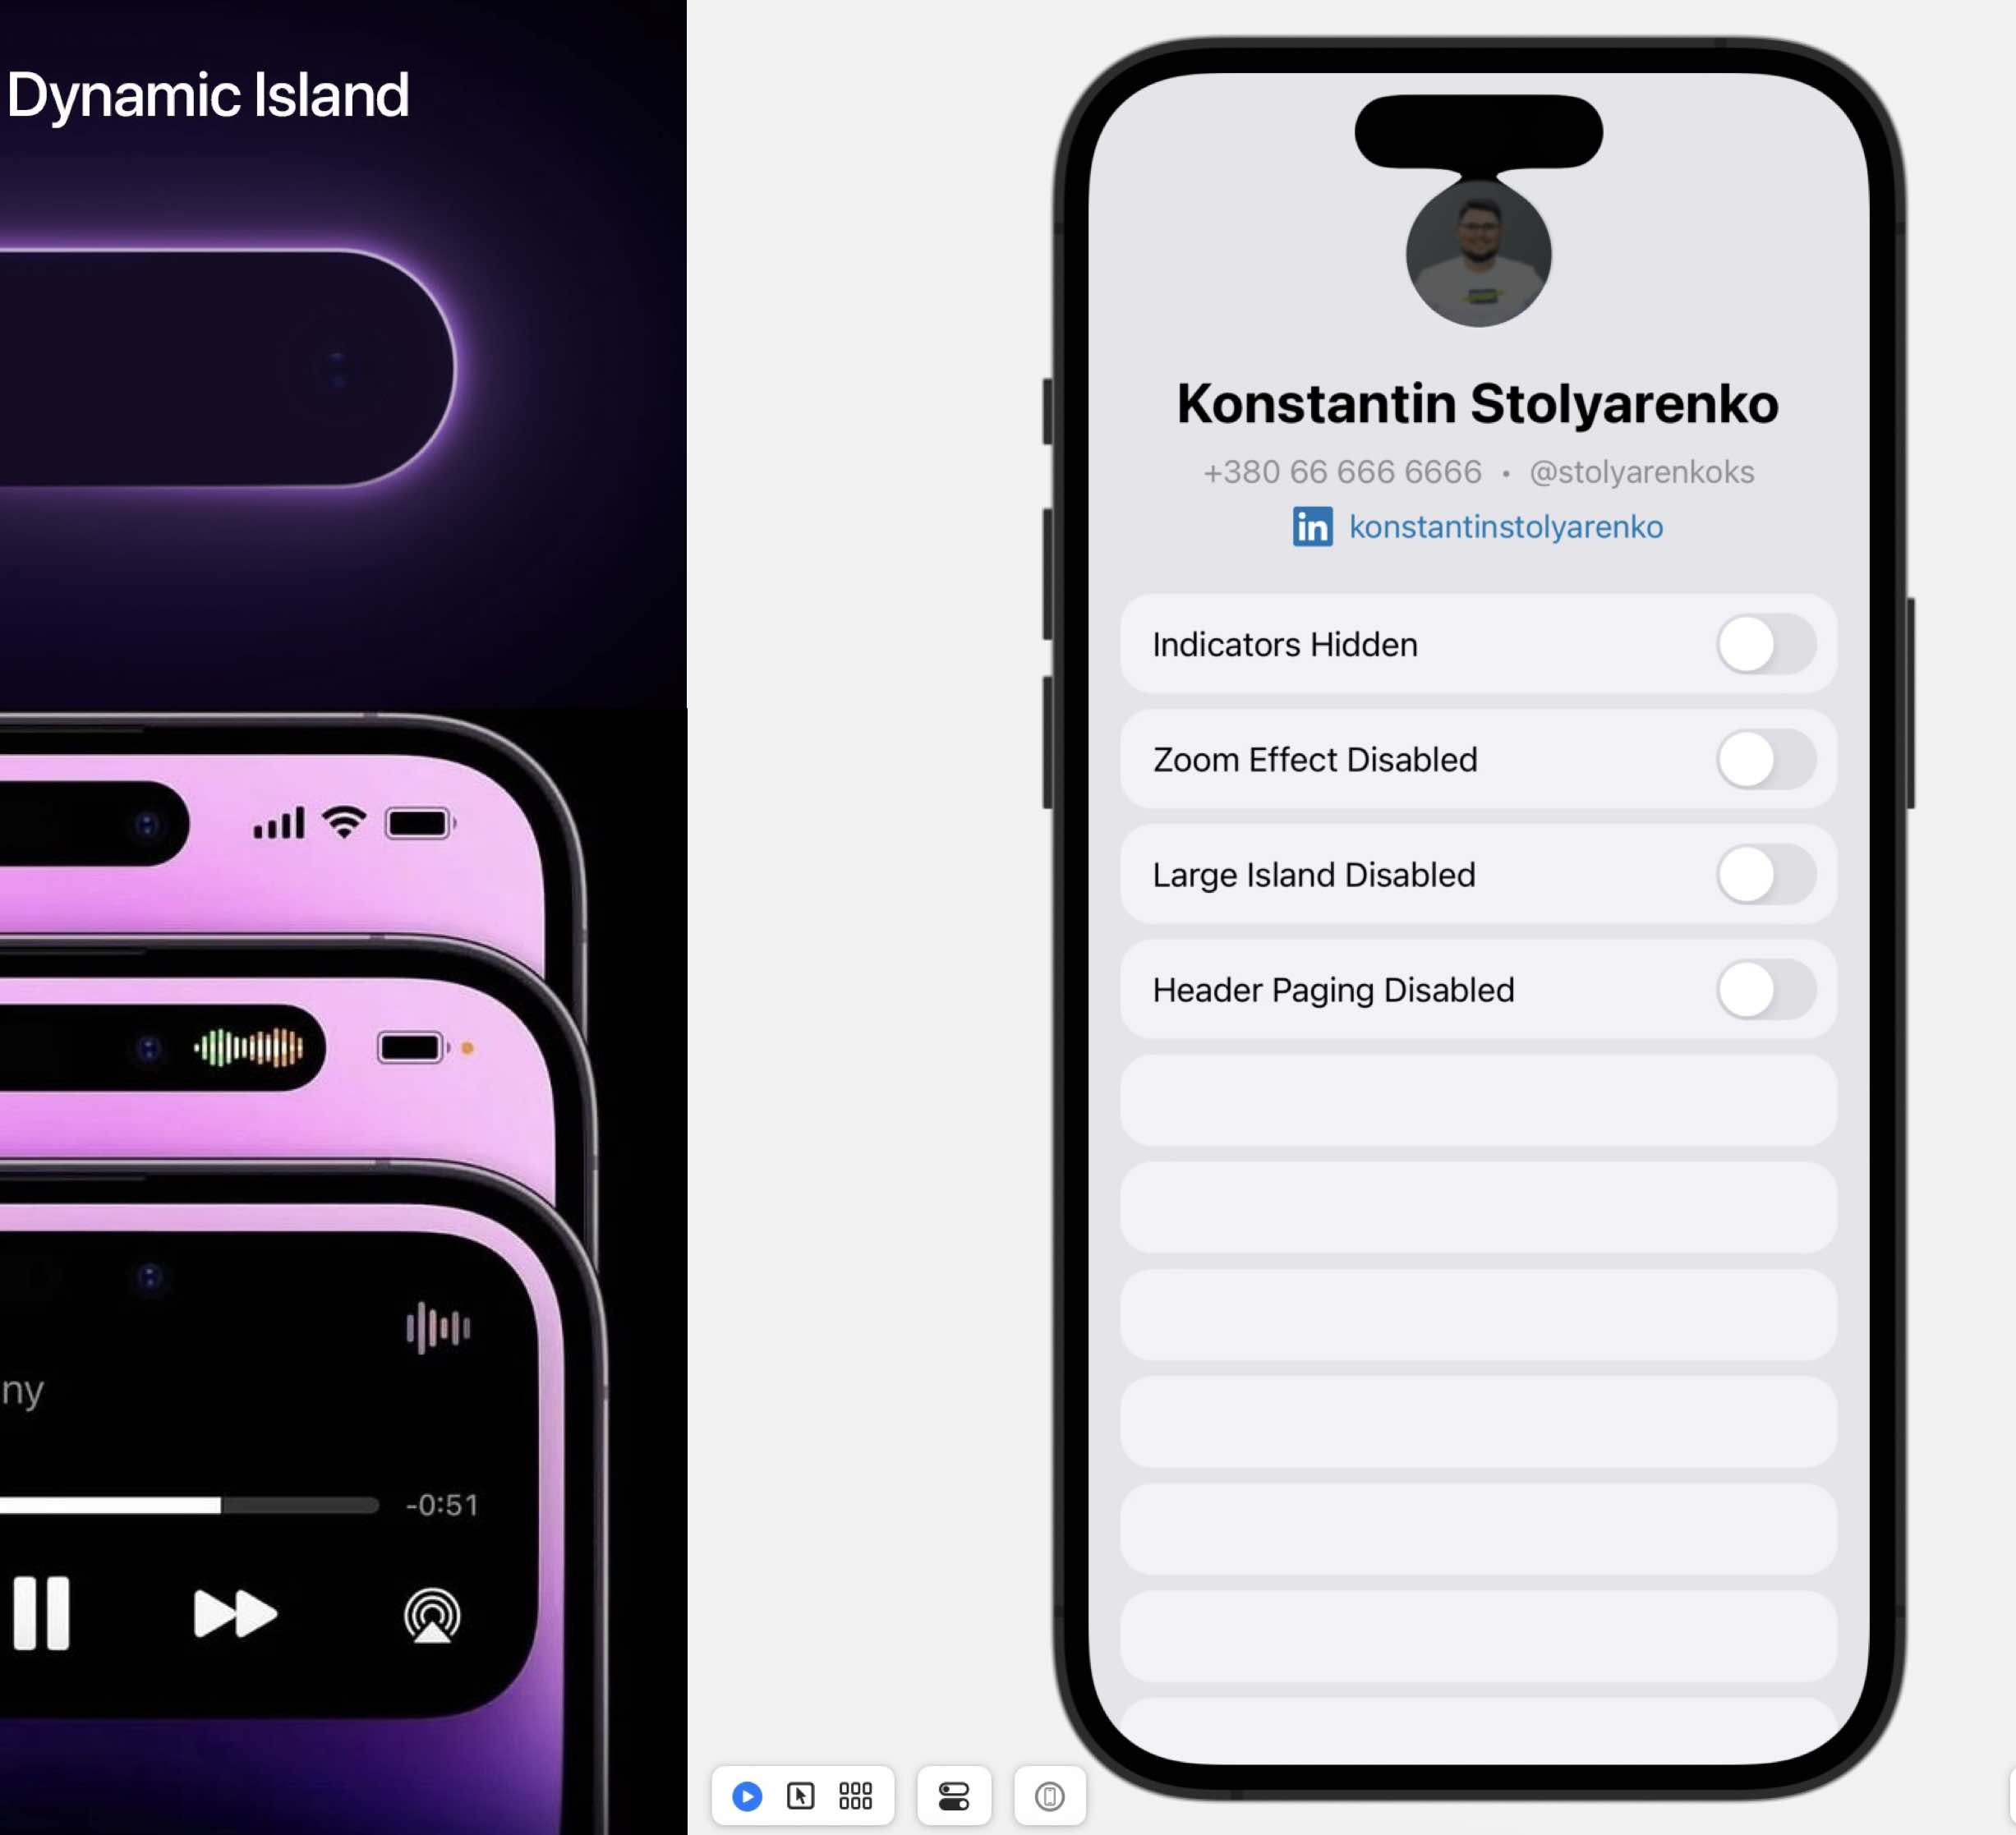 Dynamic Island
ny
-0:51
Konstantin Stolyarenko
+380 66 666 6666 • @stolyarenkoks
in konstantinstolyarenko
Indicators Hidden
Zoom Effect Disabled
Large Island Disabled
Header Paging Disabled